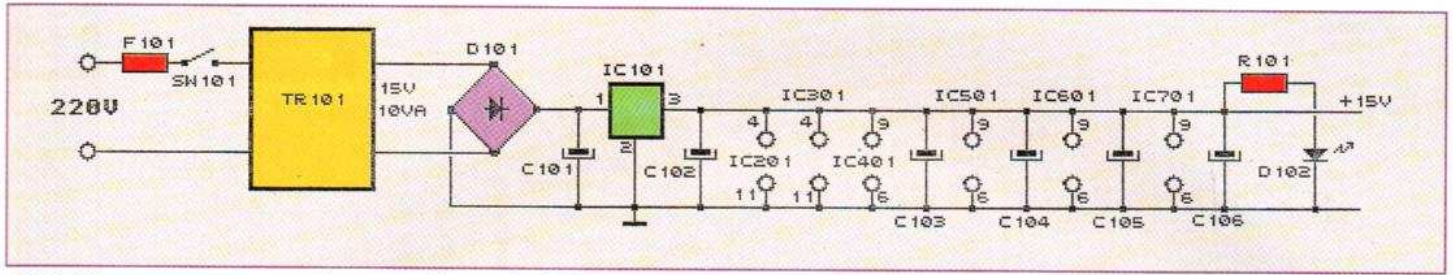 F101
SW101
220V
TR101
15V
10VA
D101
IC101
1
3
2
C101
C102
IC301
4
4
9
IC201
IC401
11
11
6
IC501
9
6
C103
IC601
9
6
C104
IC701
9
6
C105
C106
R101
+15V
D102